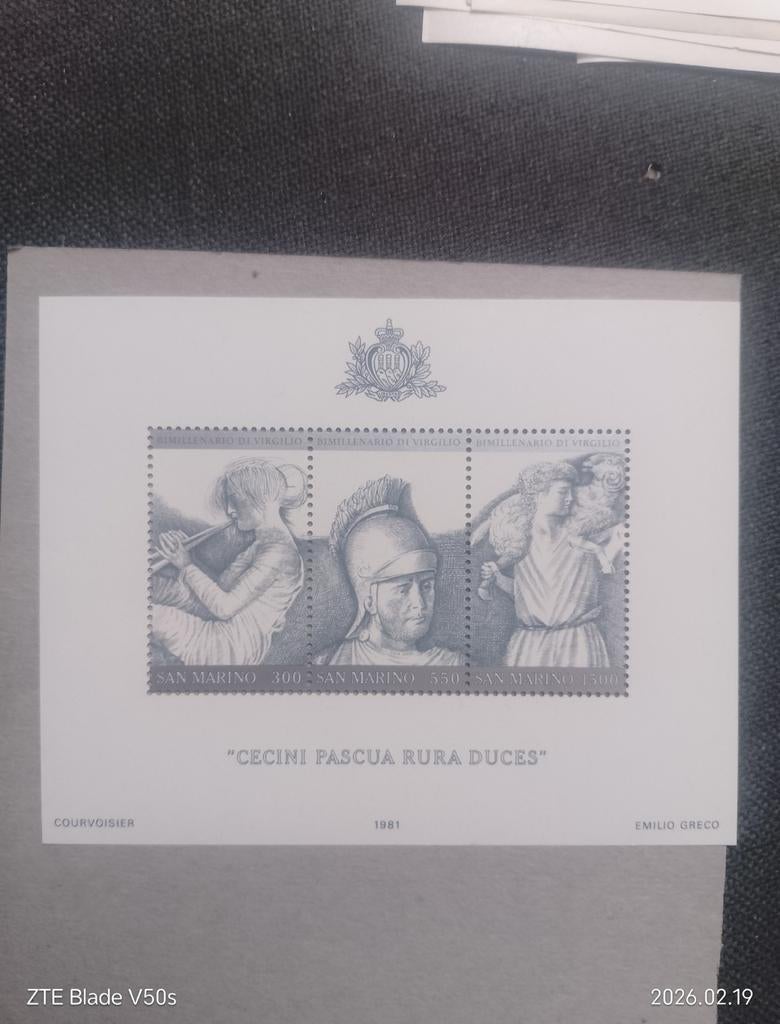 BIMILLENARIO DI VIRGILIO BIMILLENARIO DI VIRGILIO BIMILLENARIO DI VIRGILIO
SAN MARINO 300 SAN MARINO 550 SAN MARINO 1500
"CECINI PASCUA RURA DUCES"
COURVOISIER 1981 EMILIO GRECO
ZTE Blade V50s 2026.02.19